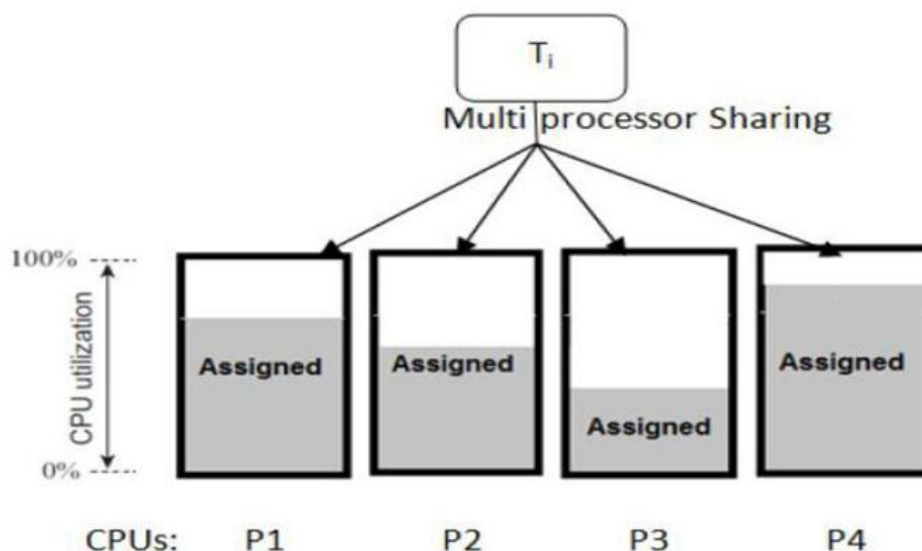 Ti
Multi processor Sharing
100%
CPU utilization
0%
Assigned
Assigned
Assigned
Assigned
CPUs: P1 P2 P3 P4